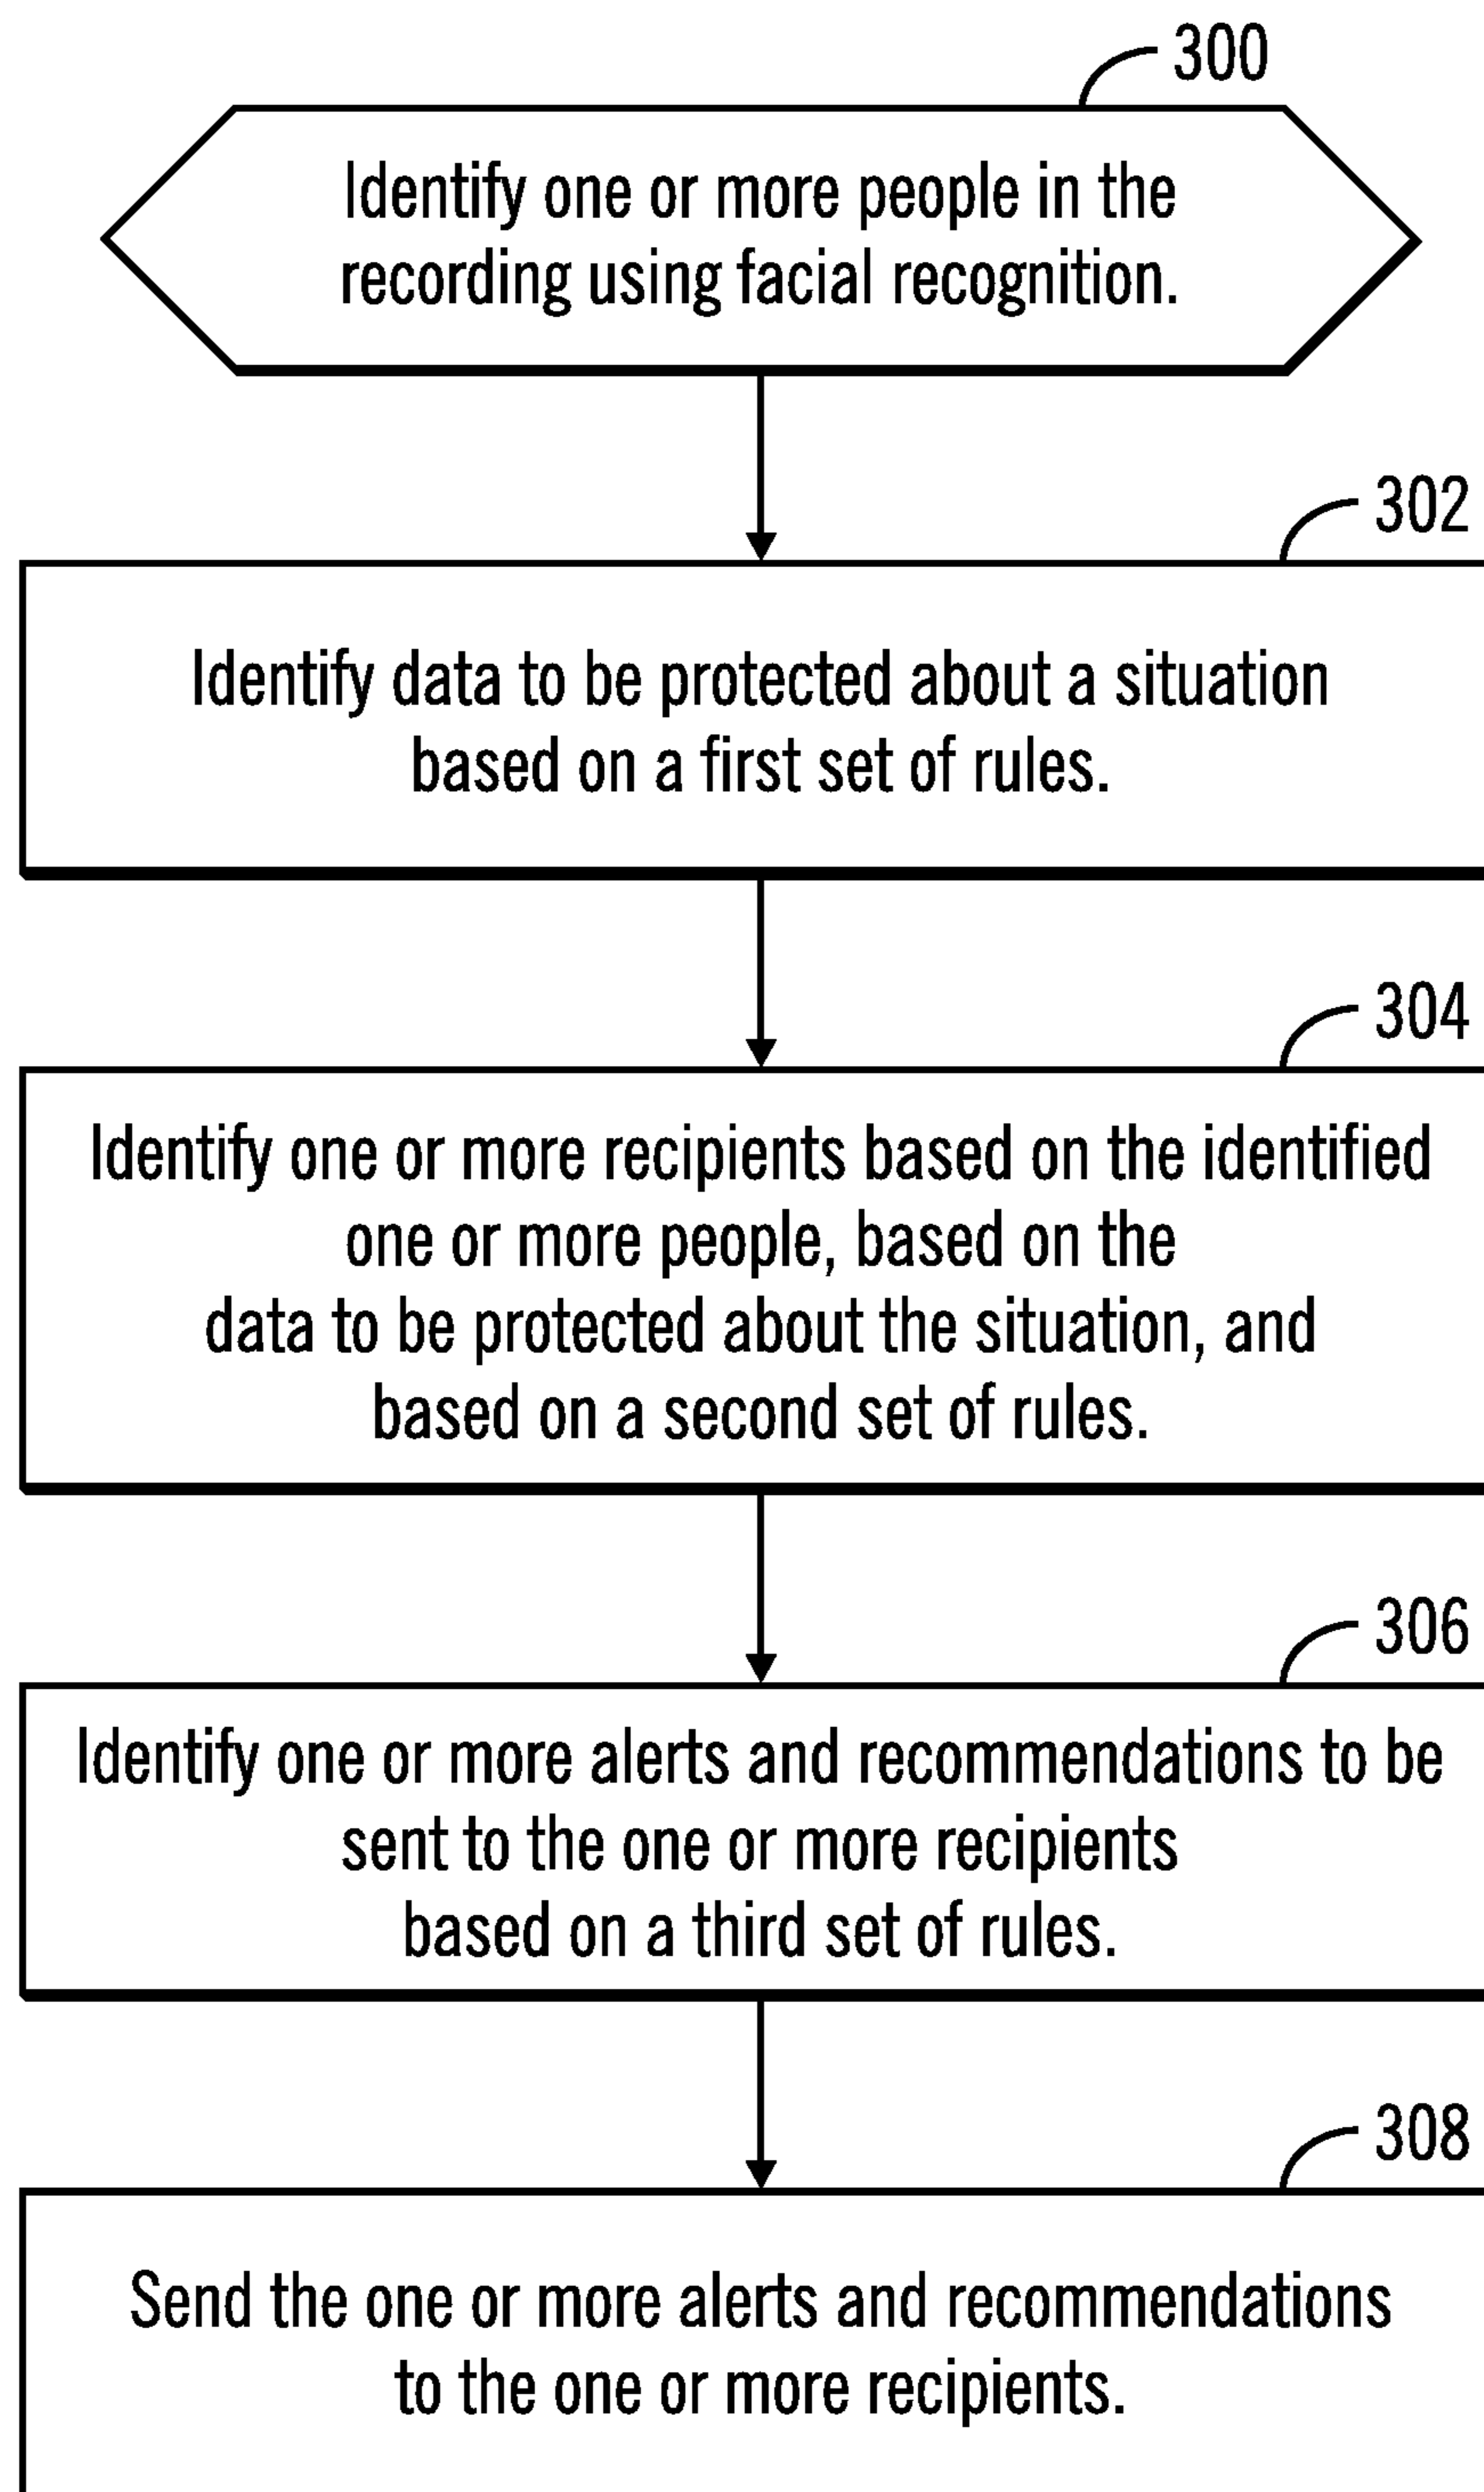 300
Identify one or more people in the
recording using facial recognition.
302
Identify data to be protected about a situation
based on a first set of rules.
304
Identify one or more recipients based on the identified
one or more people, based on the
data to be protected about the situation, and
based on a second set of rules.
306
Identify one or more alerts and recommendations to be
sent to the one or more recipients
based on a third set of rules.
308
Send the one or more alerts and recommendations
to the one or more recipients.